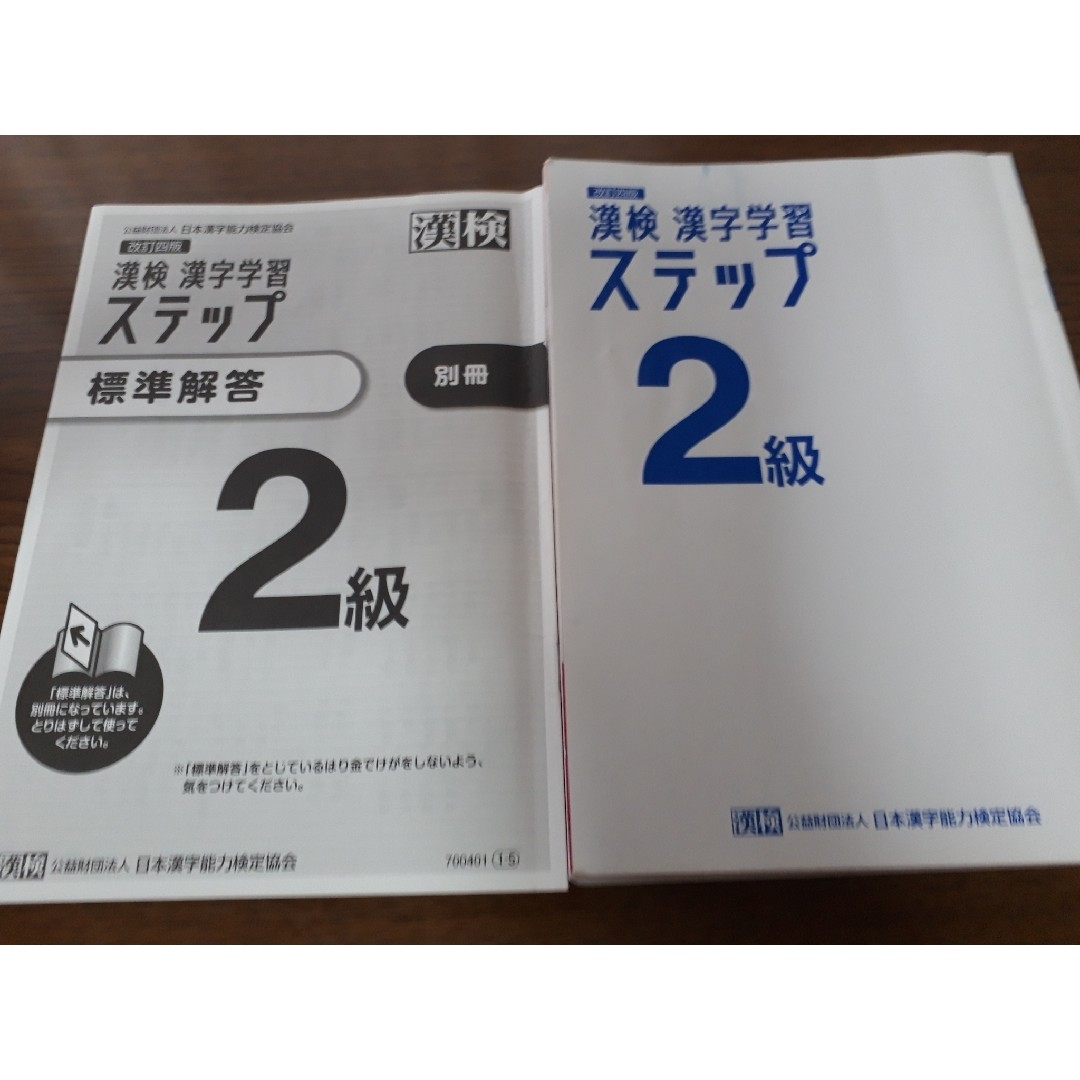 公益財団法人 日本漢字能力検定協会
漢検
改訂四版
漢検 漢字学習
ステップ
標準解答
別冊
2級
「標準解答」は、
別冊になっています。
とりはずして使って
ください。
※「標準解答」をとじているはり金でけがをしないよう、
気をつけてください。
漢検 公益財団法人 日本漢字能力検定協会
700401(1-5)
改訂四版
漢検 漢字学習
ステップ
2級
漢検 公益財団法人 日本漢字能力検定協会